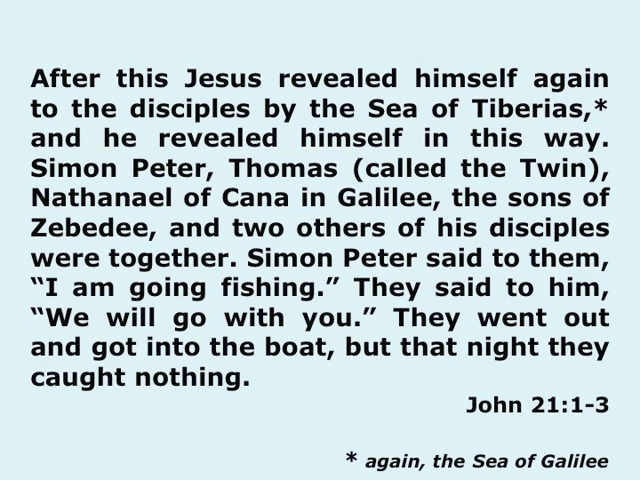 After this Jesus revealed himself again
to the disciples by the Sea of Tiberias,*
and he revealed himself in this way.
Simon Peter, Thomas (called the Twin),
Nathanael of Cana in Galilee, the sons of
Zebedee, and two others of his disciples
were together. Simon Peter said to them,
“I am going fishing.” They said to him,
“We will go with you.” They went out
and got into the boat, but that night they
caught nothing.
John 21:1-3
* again, the Sea of Galilee